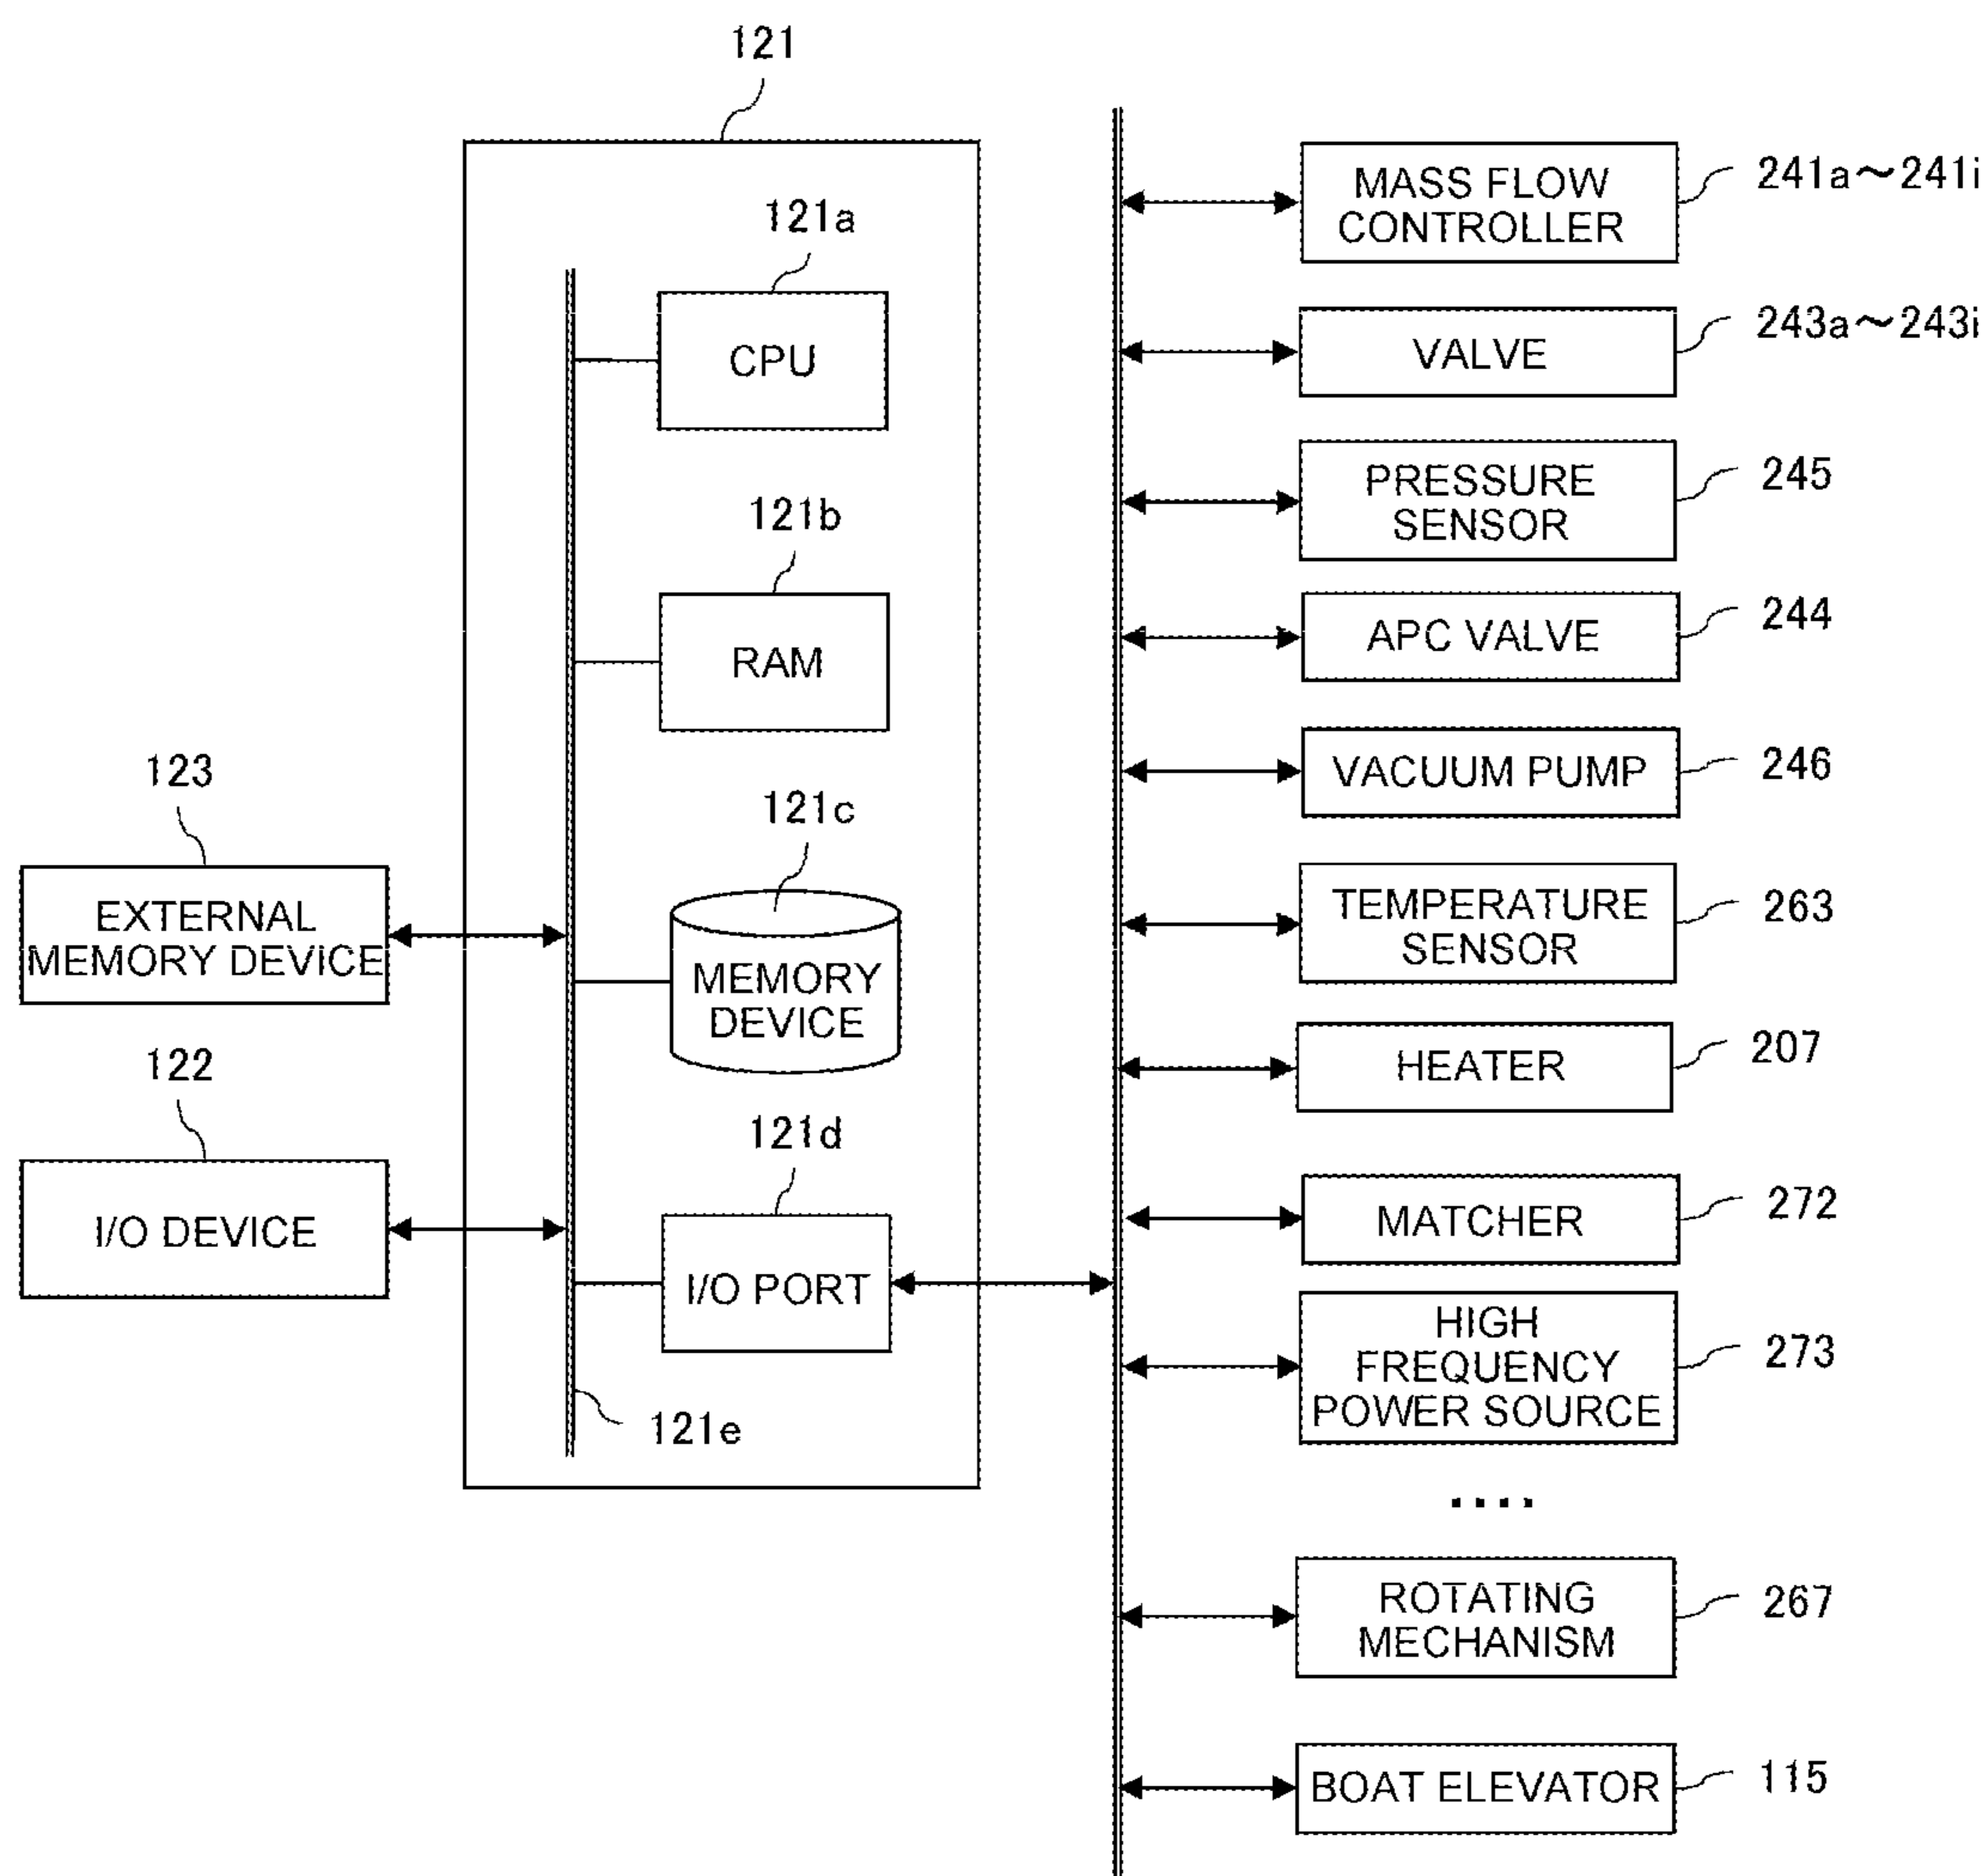 121
121a
CPU
121b
RAM
121c
MEMORY
DEVICE
121d
I/O PORT
121e
123
EXTERNAL
MEMORY DEVICE
122
I/O DEVICE
MASS FLOW
CONTROLLER
241a～241i
VALVE
243a～243i
PRESSURE
SENSOR
245
APC VALVE
244
VACUUM PUMP
246
TEMPERATURE
SENSOR
263
HEATER
207
MATCHER
272
HIGH
FREQUENCY
POWER SOURCE
273
....
ROTATING
MECHANISM
267
BOAT ELEVATOR
115